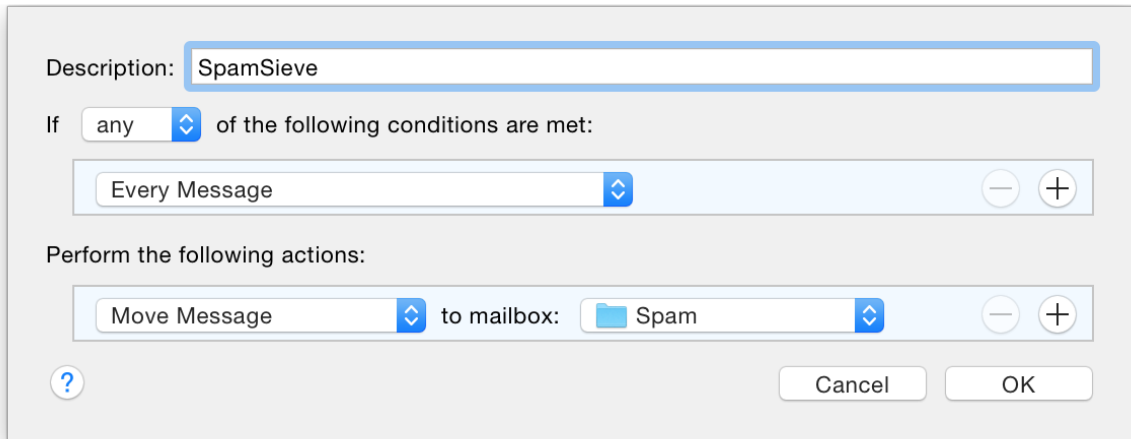 Description: SpamSieve
If any of the following conditions are met:
Every Message
Perform the following actions:
Move Message to mailbox: Spam
? Cancel OK